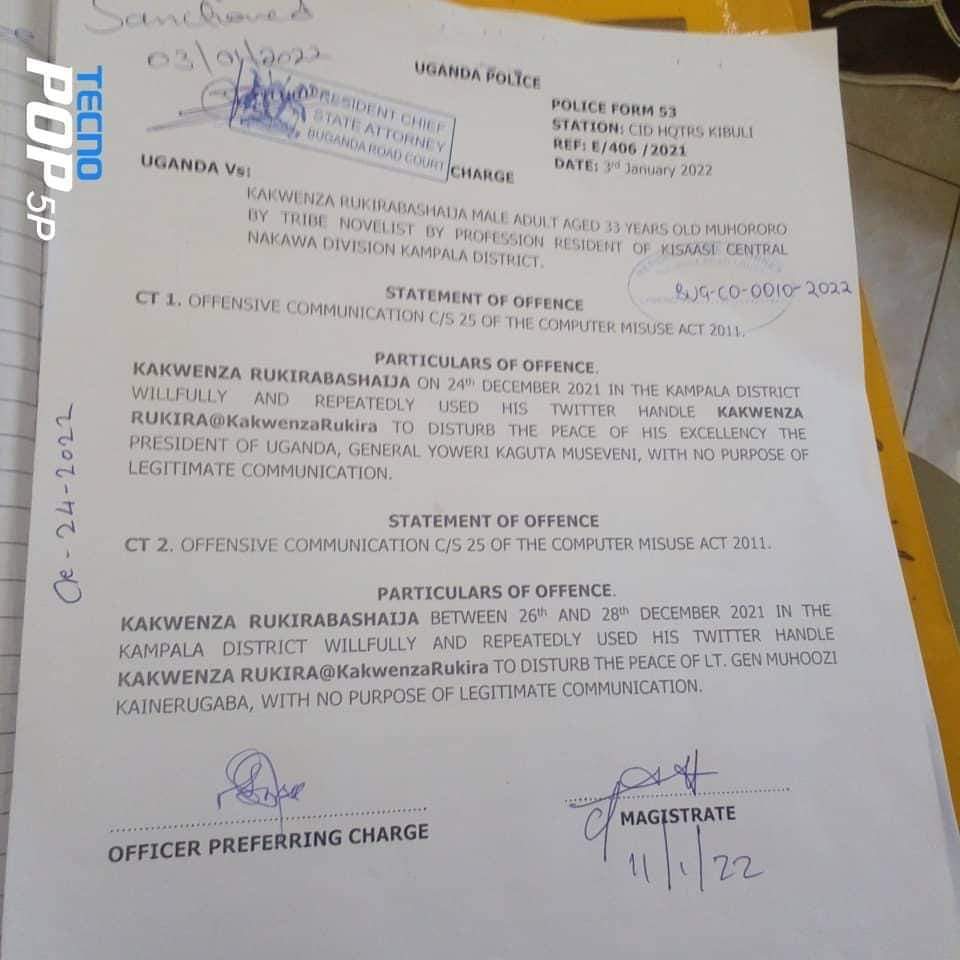 Sanctioned
03/01/2022
TECNO
POP 5P
UGANDA POLICE
POLICE FORM 53
STATION: CID HQTRS KIBULI
REF: E/406 /2021
DATE: 3rd January 2022
RESIDENT CHIEF
STATE ATTORNEY
BUGANDA ROAD COURT
UGANDA Vs:
CHARGE
KAKWENZA RUKIRABASHAIJA MALE ADULT AGED 33 YEARS OLD MUHORORO
BY TRIBE NOVELIST BY PROFESSION RESIDENT OF KISAASI CENTRAL
NAKAWA DIVISION KAMPALA DISTRICT.
BUG-CO-0010-2022
STATEMENT OF OFFENCE
CT 1. OFFENSIVE COMMUNICATION C/S 25 OF THE COMPUTER MISUSE ACT 2011.
PARTICULARS OF OFFENCE.
KAKWENZA RUKIRABASHAIJA ON 24th DECEMBER 2021 IN THE KAMPALA DISTRICT
WILLFULLY AND REPEATEDLY USED HIS TWITTER HANDLE KAKWENZA
RUKIRA@KakwenzaRukira TO DISTURB THE PEACE OF HIS EXCELLENCY THE
PRESIDENT OF UGANDA, GENERAL YOWERI KAGUTA MUSEVENI, WITH NO PURPOSE OF
LEGITIMATE COMMUNICATION.
Oe-24-2022
STATEMENT OF OFFENCE
CT 2. OFFENSIVE COMMUNICATION C/S 25 OF THE COMPUTER MISUSE ACT 2011.
PARTICULARS OF OFFENCE.
KAKWENZA RUKIRABASHAIJA BETWEEN 26th AND 28th DECEMBER 2021 IN THE
KAMPALA DISTRICT WILLFULLY AND REPEATEDLY USED HIS TWITTER HANDLE
KAKWENZA RUKIRA@KakwenzaRukira TO DISTURB THE PEACE OF LT. GEN MUHOOZI
KAINERUGABA, WITH NO PURPOSE OF LEGITIMATE COMMUNICATION.
OFFICER PREFERRING CHARGE
MAGISTRATE
11/1/22